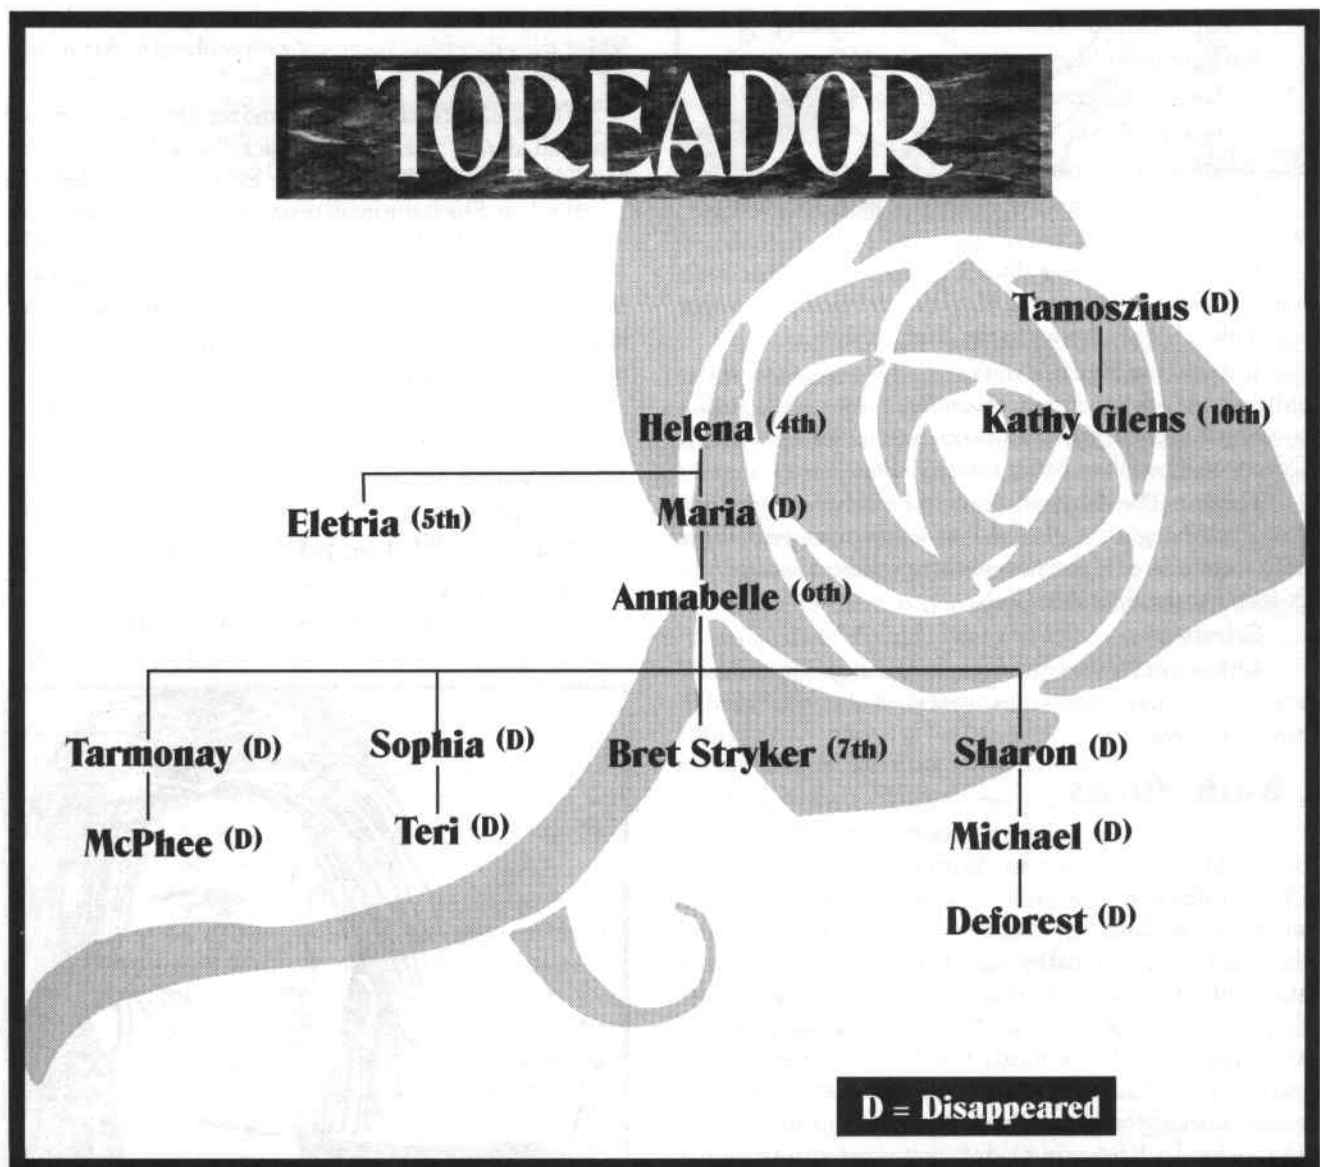 TOREADOR
Tamoszius (D)
Kathy Glens (10th)
Helena (4th)
Eletria (5th)
Maria (D)
Annabelle (6th)
Tarmonay (D)
Sophia (D)
Bret Stryker (7th)
Sharon (D)
McPhee (D)
Teri (D)
Michael (D)
Deforest (D)
D = Disappeared